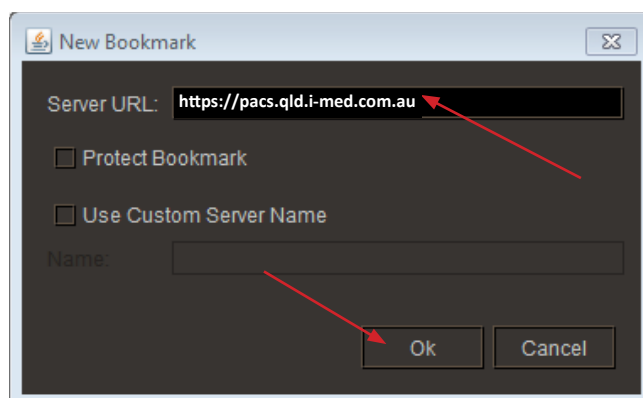 New Bookmark
Server URL: https://pacs.qld.i-med.com.au
Protect Bookmark
Use Custom Server Name
Name:
Ok Cancel